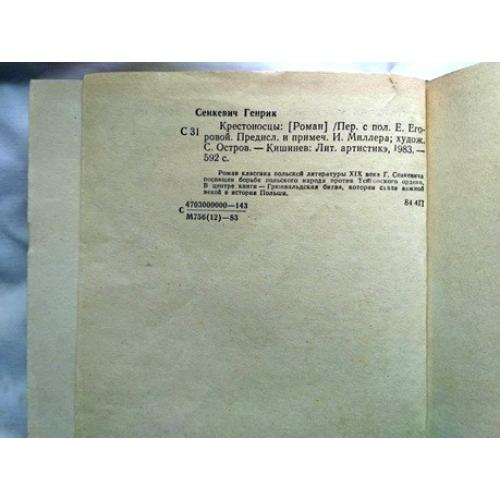 Сенкевич Генрик
С 31 Крестоносцы: [Роман] /Пер. с пол. Е. Его-
ровой. Предисл. и примеч. И. Миллера; худож.
С. Остров. — Кишинев: Лит. артистикэ, 1983. —
592 с.
Роман классика польской литературы XIX века Г. Сенкевича
посвящен борьбе польского народа против Тевтонского ордена.
В центре книги — Грюнвальдская битва, которая стала важной
вехой в истории Польши.
С 4703000000—143 84 4П
М756(12)—83